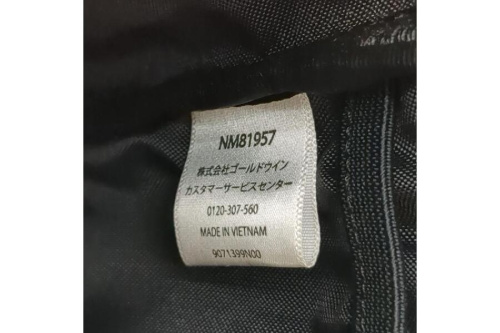 NM81957
株式会社ゴールドウイン
カスタマーサービスセンター
0120-307-560
MADE IN VIETNAM
9071399N00